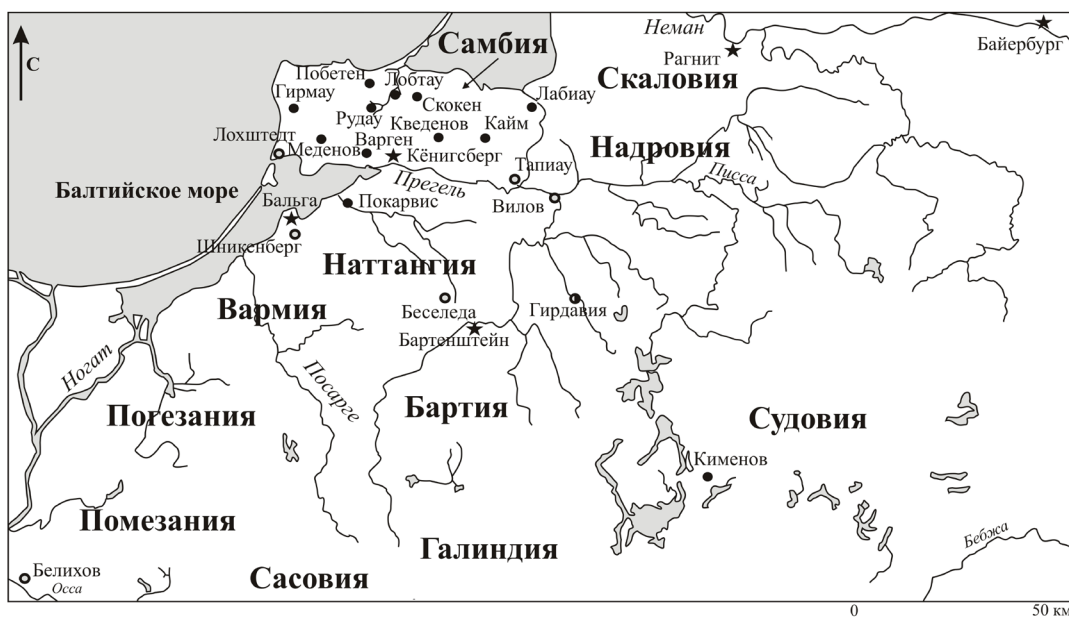 Неман
Байербург
Самбия
Рагнит
С
Скаловия
Побетен
Лобтау
Гирмау
Скокен
Лабиау
Рудау
Кведенов
Кайм
Лохштедт
Меденов
Варген
Кёнигсберг
Надровия
Тапиау
Писса
Балтийское море
Прегель
Бальга
Покарвис
Вилов
Шникенберг
Наттангия
Вармия
Беселеда
Гирдавия
Бартенштейн
Ногат
Посарге
Погезания
Бартия
Судовия
Кименов
Помезания
Галиндия
Бебжа
Белихов
Осса
Сасовия
0 50 км